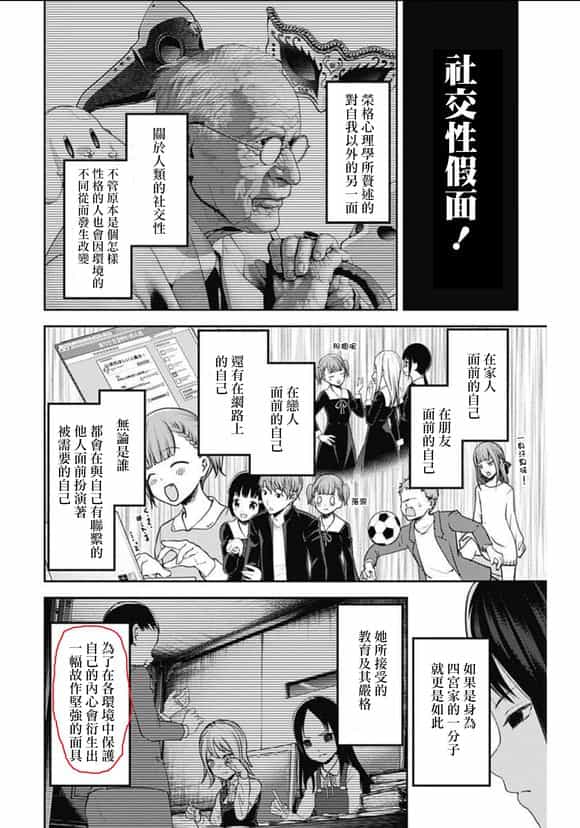 社交性假面！
榮格心理學所贅述的
對自我以外的另一面
關於人類的社交性
不管原本是個怎樣
性格的人也會因環境的
不同從而發生改變
在家人
面前的自己
在朋友
面前的自己
在戀人
面前的自己
還有在網路上
的自己
無論是誰
都會在與自己有聯繫的
他人面前扮演著
被需要的自己
如果是身為
四宮家的一分子
就更是如此
她所接受的
教育及其嚴格
為了在各環境中保護
自己的內心會衍生出
一幅故作堅強的面具